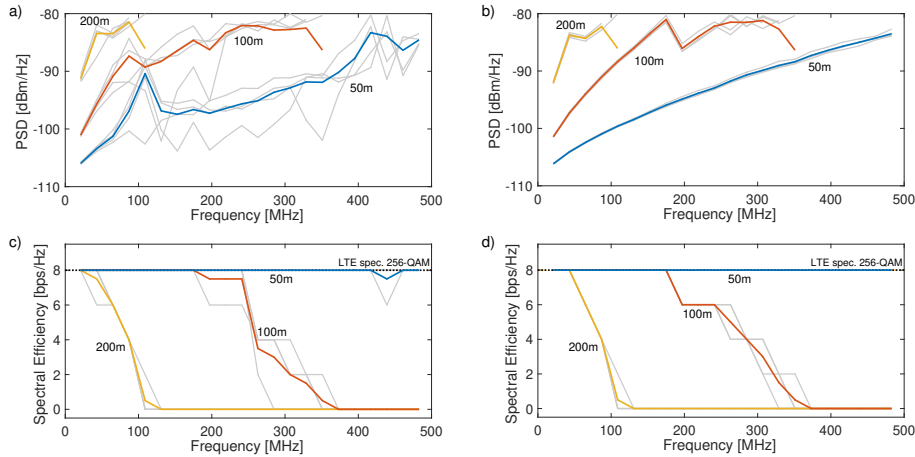 a)
-80
-90
-100
-110
PSD [dBm/Hz]
200m
100m
50m
0 100 200 300 400 500
Frequency [MHz]
b)
-80
-90
-100
-110
PSD [dBm/Hz]
200m
100m
50m
0 100 200 300 400 500
Frequency [MHz]
c)
8
6
4
2
0
Spectral Efficiency [bps/Hz]
LTE spec. 256-QAM
50m
100m
200m
0 100 200 300 400 500
Frequency [MHz]
d)
8
6
4
2
0
Spectral Efficiency [bps/Hz]
LTE spec. 256-QAM
50m
100m
200m
0 100 200 300 400 500
Frequency [MHz]